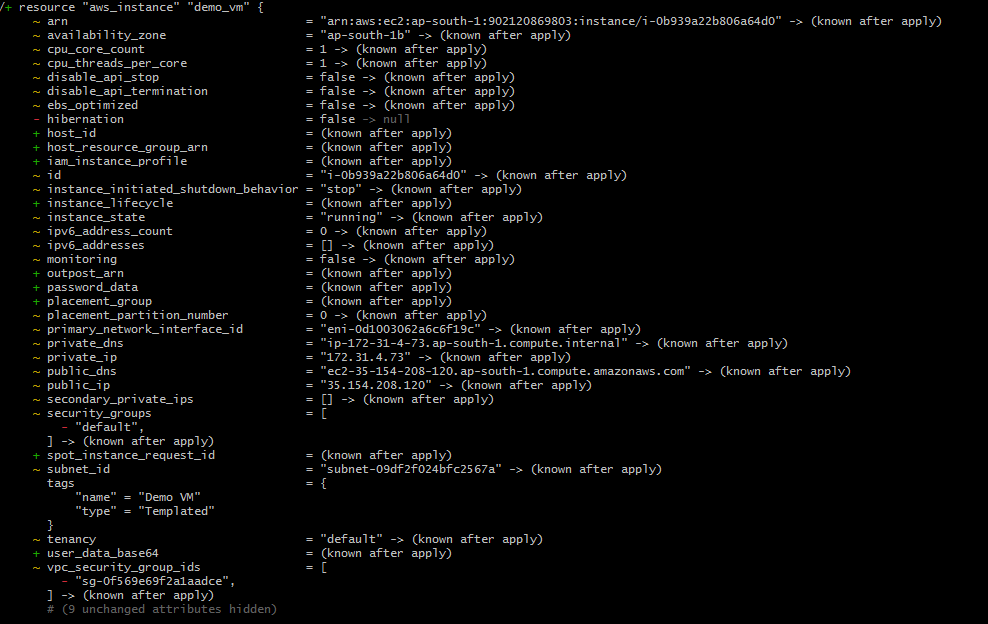 /+ resource "aws_instance" "demo_vm" {
~ arn = "arn:aws:ec2:ap-south-1:902120869803:instance/i-0b939a22b806a64d0" -> (known after apply)
~ availability_zone = "ap-south-1b" -> (known after apply)
~ cpu_core_count = 1 -> (known after apply)
~ cpu_threads_per_core = 1 -> (known after apply)
~ disable_api_stop = false -> (known after apply)
~ disable_api_termination = false -> (known after apply)
~ ebs_optimized = false -> (known after apply)
- hibernation = false -> null
+ host_id = (known after apply)
+ host_resource_group_arn = (known after apply)
+ iam_instance_profile = (known after apply)
~ id = "i-0b939a22b806a64d0" -> (known after apply)
~ instance_initiated_shutdown_behavior = "stop" -> (known after apply)
+ instance_lifecycle = (known after apply)
~ instance_state = "running" -> (known after apply)
~ ipv6_address_count = 0 -> (known after apply)
~ ipv6_addresses = [] -> (known after apply)
~ monitoring = false -> (known after apply)
+ outpost_arn = (known after apply)
+ password_data = (known after apply)
+ placement_group = (known after apply)
~ placement_partition_number = 0 -> (known after apply)
~ primary_network_interface_id = "eni-0d1003062a6c6f19c" -> (known after apply)
~ private_dns = "ip-172-31-4-73.ap-south-1.compute.internal" -> (known after apply)
~ private_ip = "172.31.4.73" -> (known after apply)
~ public_dns = "ec2-35-154-208-120.ap-south-1.compute.amazonaws.com" -> (known after apply)
~ public_ip = "35.154.208.120" -> (known after apply)
~ secondary_private_ips = [] -> (known after apply)
~ security_groups = [
- "default",
] -> (known after apply)
+ spot_instance_request_id = (known after apply)
~ subnet_id = "subnet-09df2f024bfc2567a" -> (known after apply)
tags = {
"name" = "Demo VM"
"type" = "Templated"
}
~ tenancy = "default" -> (known after apply)
+ user_data_base64 = (known after apply)
~ vpc_security_group_ids = [
- "sg-0f569e69f2a1aadce",
] -> (known after apply)
# (9 unchanged attributes hidden)